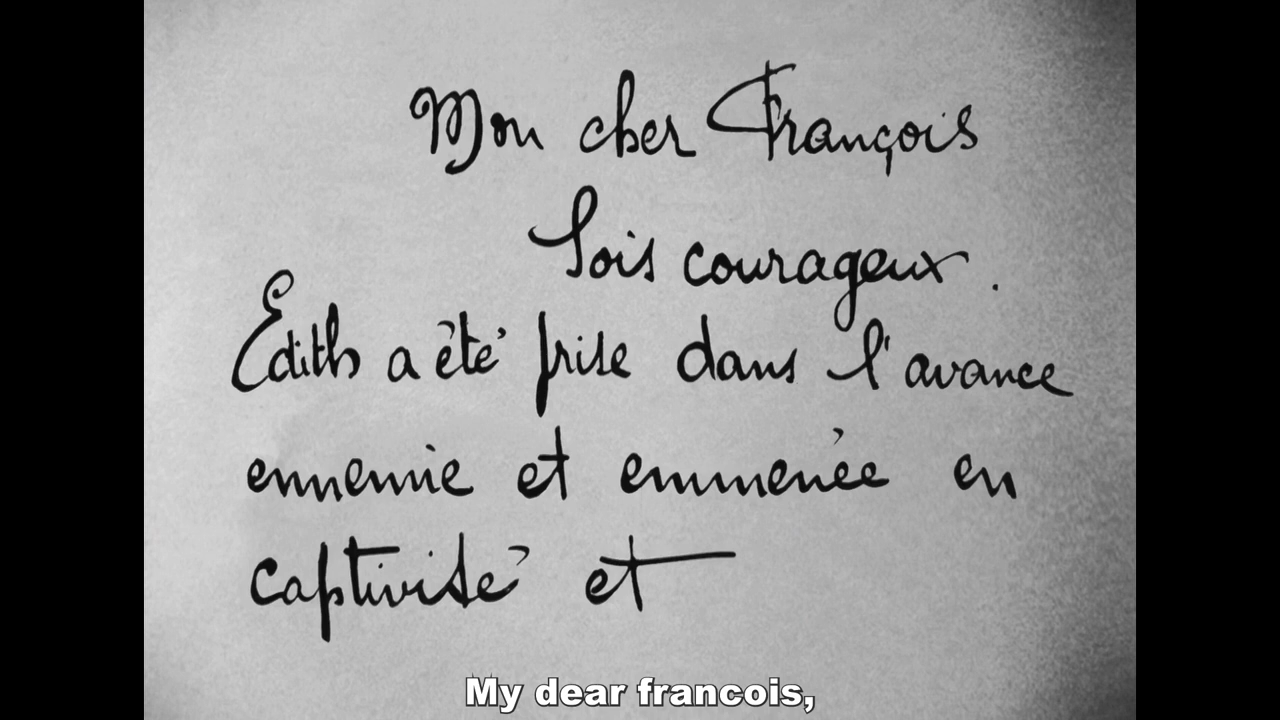 Mon cher François
Sois courageux.
Edith a été prise dans l'avance
ennemie et emmenée en
captivité et
My dear francois,